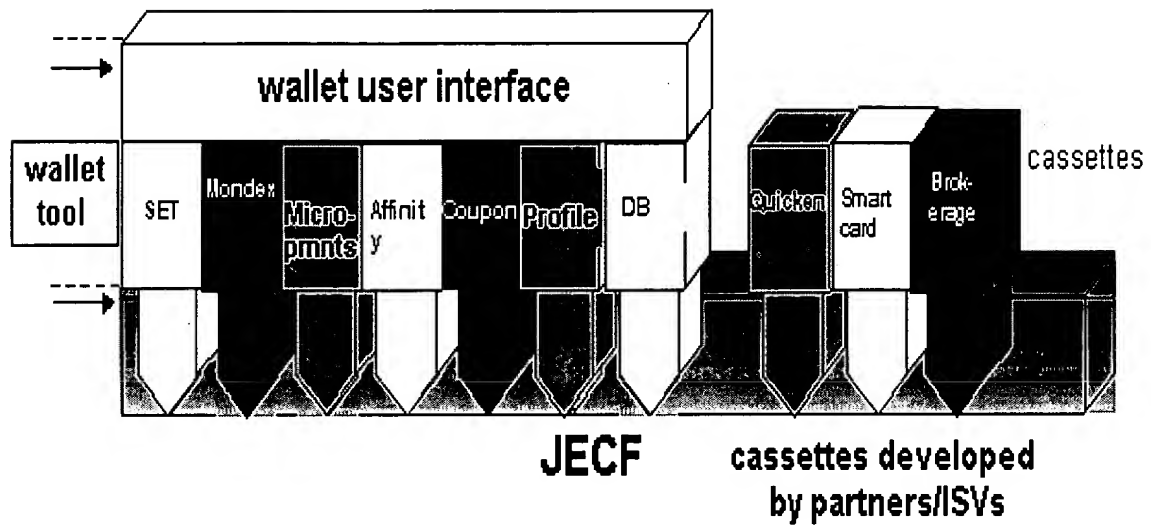 wallet user interface
wallet
tool
SET
Mondex
Micro-
pmnts
Affinit
y
Coupon
Profile
DB
Quicken
Smart
card
Brok-
erage
cassettes
JECF
cassettes developed
by partners/ISVs